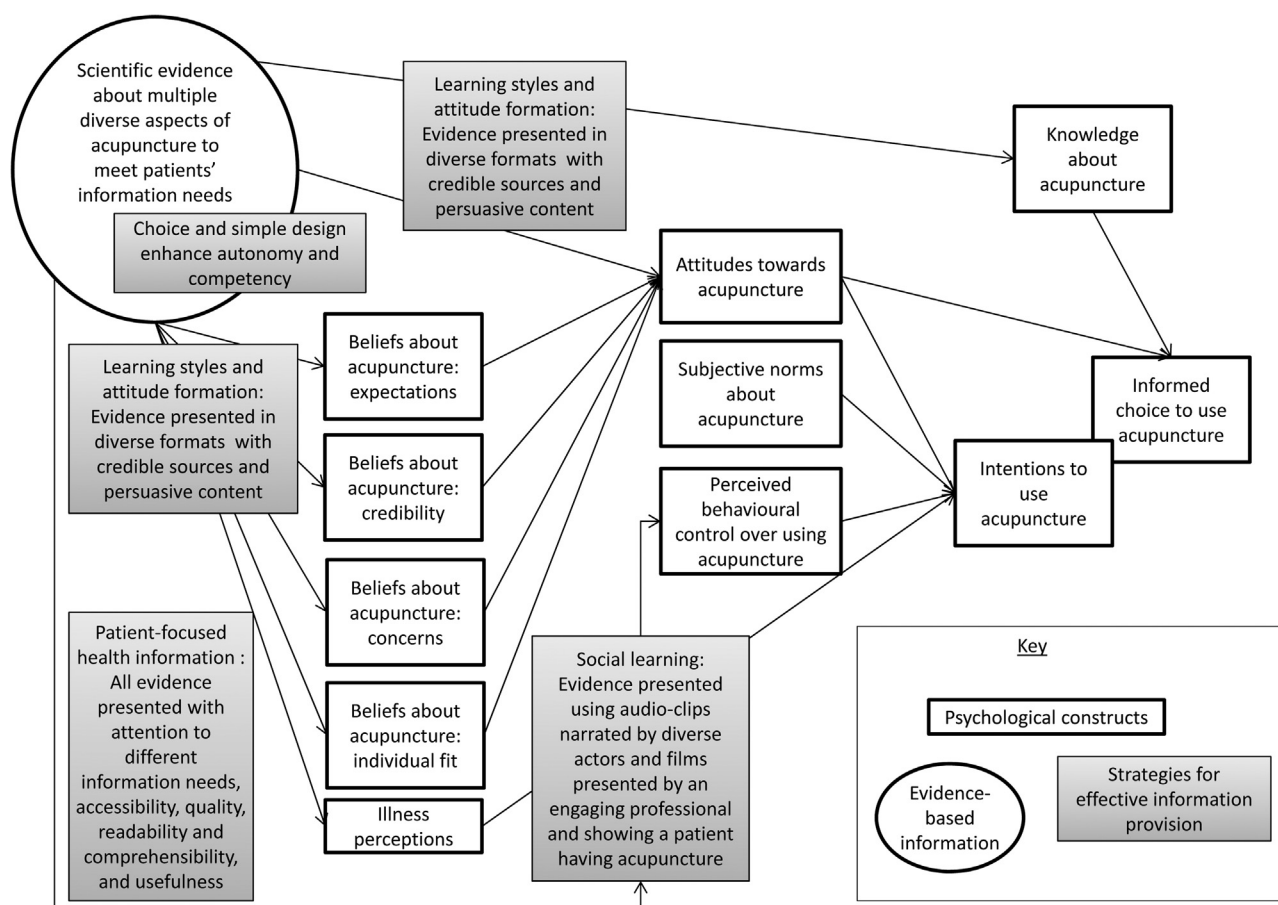 Scientific evidence
about multiple
diverse aspects of
acupuncture to
meet patients’
information needs
Choice and simple design
enhance autonomy and
competency
Learning styles and
attitude formation:
Evidence presented in
diverse formats with
credible sources and
persuasive content
Knowledge
about
acupuncture
Attitudes towards
acupuncture
Beliefs about
acupuncture:
expectations
Subjective norms
about
acupuncture
Informed
choice to use
acupuncture
Learning styles and
attitude formation:
Evidence presented in
diverse formats with
credible sources and
persuasive content
Beliefs about
acupuncture:
credibility
Perceived
behavioural
control over using
acupuncture
Intentions to
use
acupuncture
Beliefs about
acupuncture:
concerns
Patient-focused
health information :
All evidence
presented with
attention to
different
information needs,
accessibility, quality,
readability and
comprehensibility,
and usefulness
Beliefs about
acupuncture:
individual fit
Illness
perceptions
Social learning:
Evidence presented
using audio-clips
narrated by diverse
actors and films
presented by an
engaging professional
and showing a patient
having acupuncture
Key
Psychological constructs
Evidence-
based
information
Strategies for
effective information
provision